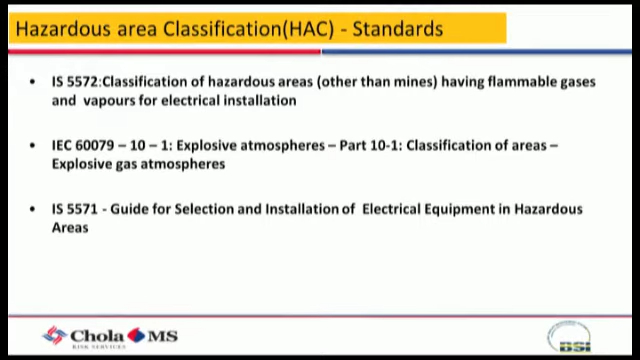 Hazardous area Classification(HAC) - Standards
• IS 5572:Classification of hazardous areas (other than mines) having flammable gases
and vapours for electrical installation
• IEC 60079 – 10 – 1: Explosive atmospheres – Part 10-1: Classification of areas –
Explosive gas atmospheres
• IS 5571 - Guide for Selection and Installation of Electrical Equipment in Hazardous
Areas
Chola MS
RISK SERVICES
BSI